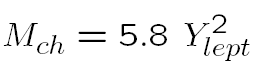 M_{ch} = 5.8 Y_{lept}^{2}